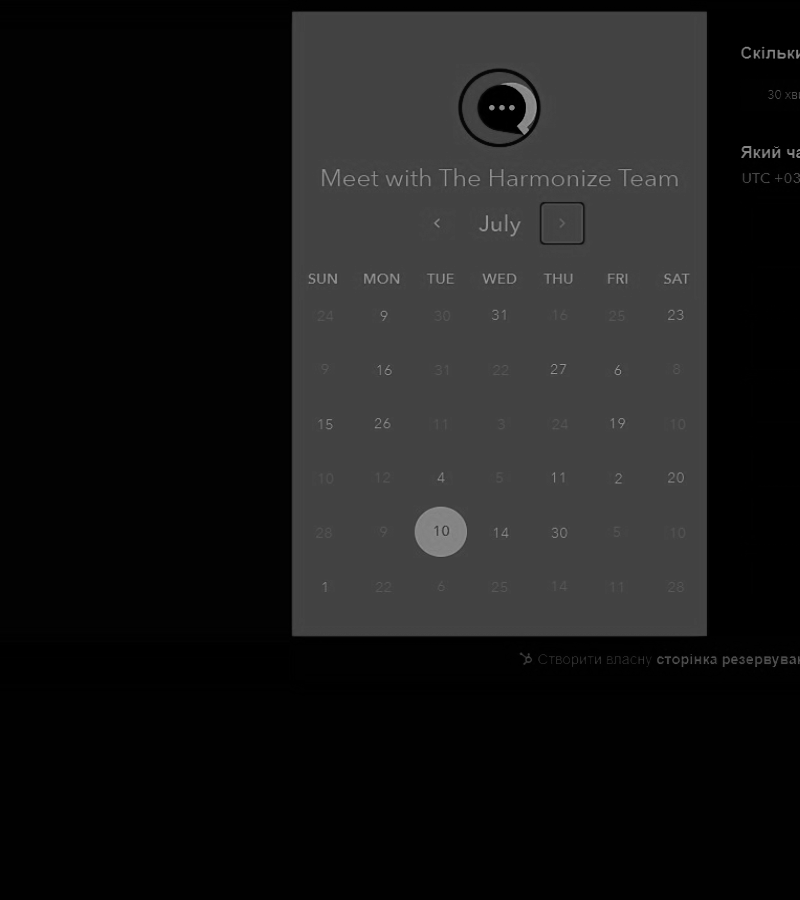 Meet with The Harmonize Team
July
SUN MON TUE WED THU FRI SAT
24 9 30 31 16 25 23
9 16 31 22 27 6 8
15 26 11 3 24 19 10
10 12 4 5 11 2 20
28 9 10 14 30 5 10
1 22 6 25 14 11 28
Скільки
30 хви
Який ча
UTC +03
Створити власну сторінка резервуван